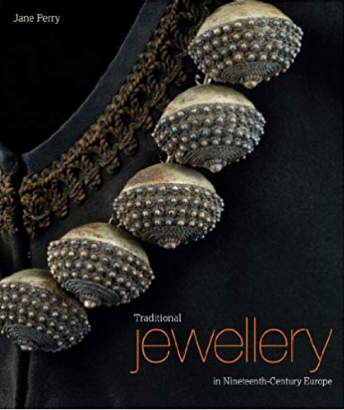 Jane Perry
Traditional
jewellery
in Nineteenth-Century Europe